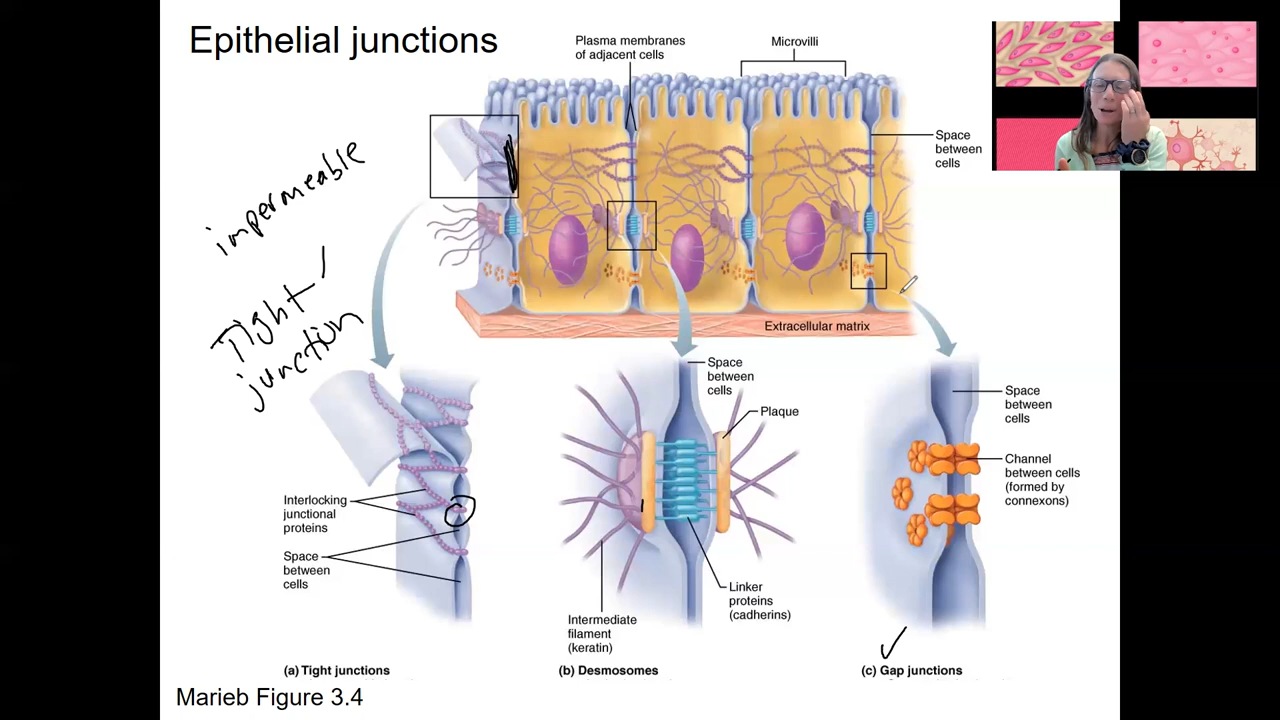 Epithelial junctions
Plasma membranes
of adjacent cells
Microvilli
Space
between
cells
impermeable
Tight
junction
Extracellular matrix
Space
between
cells
Plaque
Space
between
cells
Channel
between cells
(formed by
connexons)
Interlocking
junctional
proteins
Space
between
cells
Linker
proteins
(cadherins)
Intermediate
filament
(keratin)
(a) Tight junctions
(b) Desmosomes
(c) Gap junctions
Marieb Figure 3.4